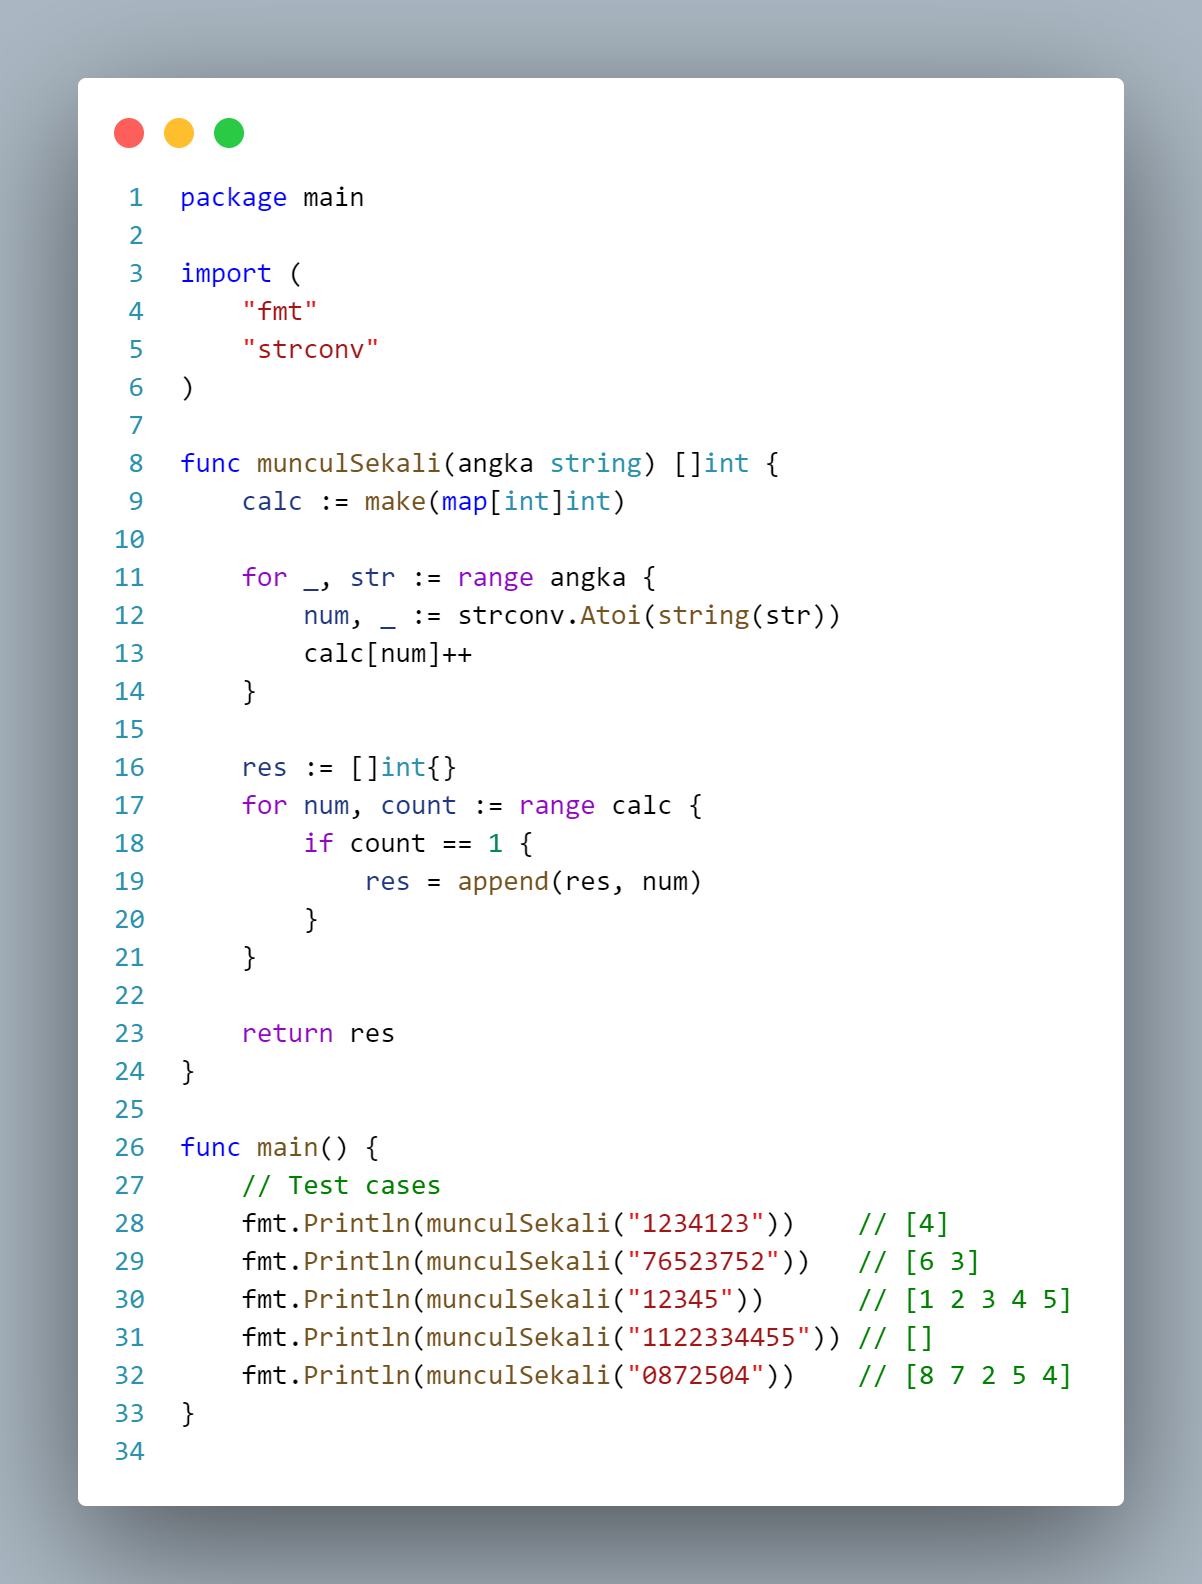 1 package main
2
3 import (
4     "fmt"
5     "strconv"
6 )
7
8 func munculSekali(angka string) []int {
9     calc := make(map[int]int)
10
11     for _, str := range angka {
12         num, _ := strconv.Atoi(string(str))
13         calc[num]++
14     }
15
16     res := []int{}
17     for num, count := range calc {
18         if count == 1 {
19             res = append(res, num)
20         }
21     }
22
23     return res
24 }
25
26 func main() {
27     // Test cases
28     fmt.Println(munculSekali("1234123"))    // [4]
29     fmt.Println(munculSekali("76523752"))   // [6 3]
30     fmt.Println(munculSekali("12345"))      // [1 2 3 4 5]
31     fmt.Println(munculSekali("1122334455")) // []
32     fmt.Println(munculSekali("0872504"))    // [8 7 2 5 4]
33 }
34